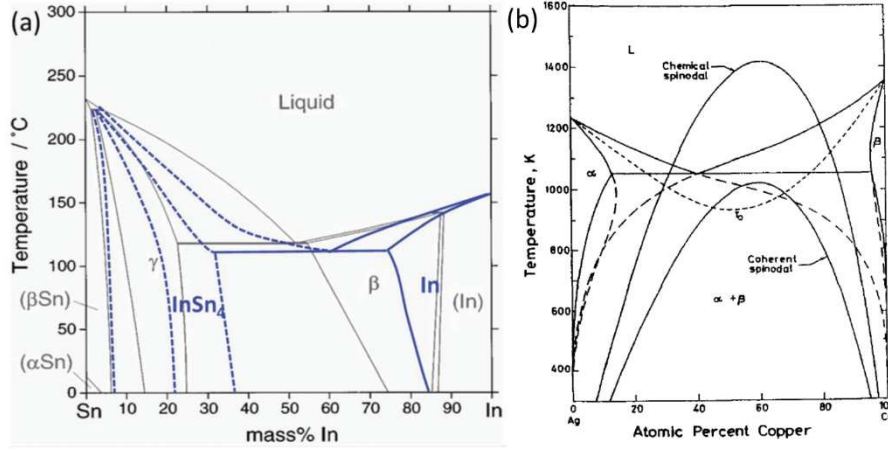 (a)
300
250
200
150
100
50
0
Temperature / °C
Liquid
γ
β
InSn4
In
(In)
(βSn)
(αSn)
Sn 10 20 30 40 50 60 70 80 90 In
mass% In
(b)
1600
1400
1200
1000
800
600
400
Temperature, K
L
Chemical
spinodal
α
β
to
Coherent
spinodal
α + β
0 20 40 60 80 10
Ag C
Atomic Percent Copper